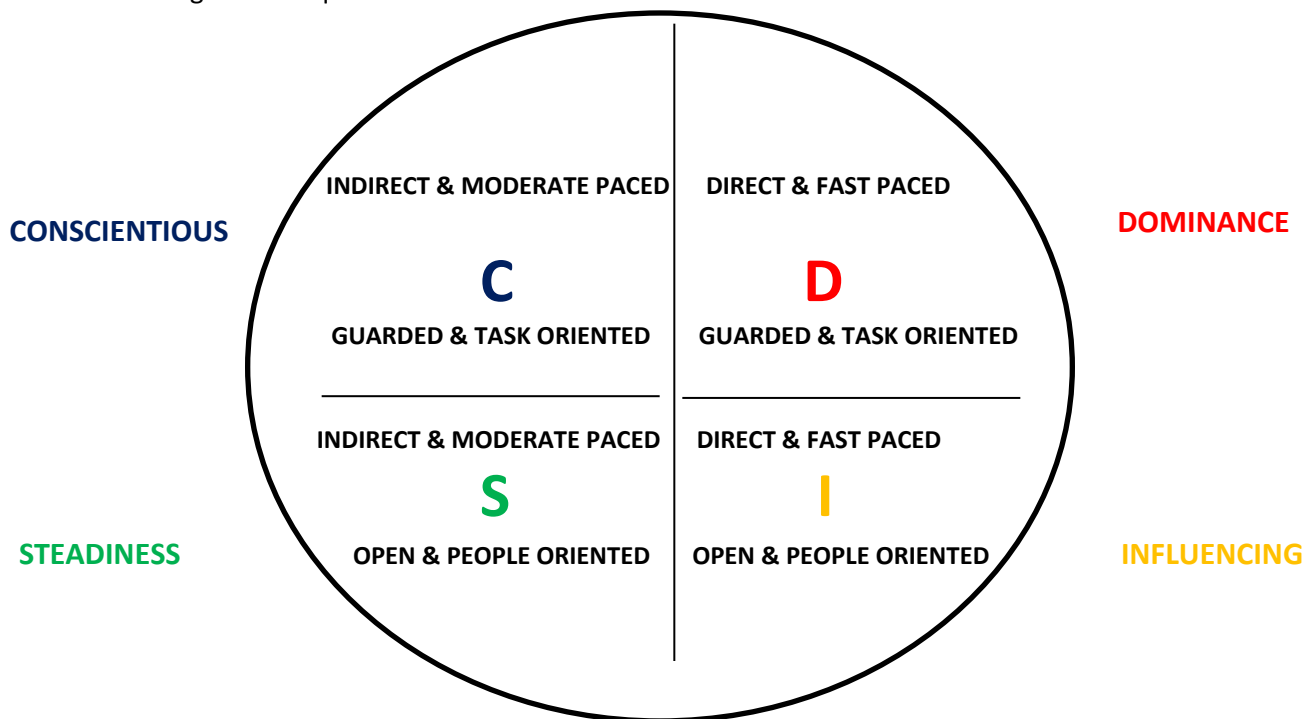 INDIRECT & MODERATE PACED
DIRECT & FAST PACED
CONSCIENTIOUS
DOMINANCE
C
D
GUARDED & TASK ORIENTED
GUARDED & TASK ORIENTED
INDIRECT & MODERATE PACED
DIRECT & FAST PACED
S
I
STEADINESS
OPEN & PEOPLE ORIENTED
OPEN & PEOPLE ORIENTED
INFLUENCING